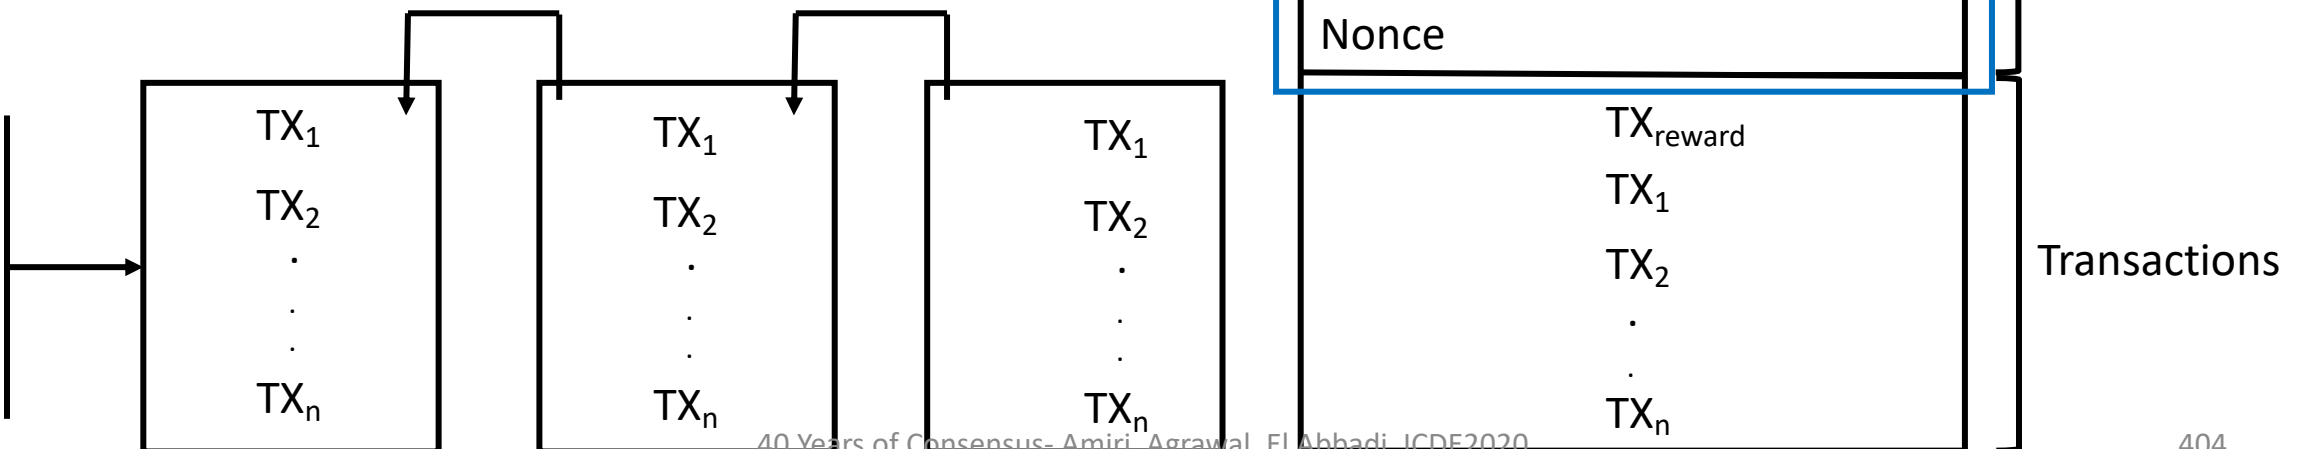 Nonce
TX1
TX2
.
.
.
TXn
TX1
TX2
.
.
.
TXn
TX1
TX2
.
.
.
TXn
TXreward
TX1
TX2
.
.
TXn
Transactions
40 Years of Consensus- Amiri, Agrawal, El Abbadi, ICDE2020
404